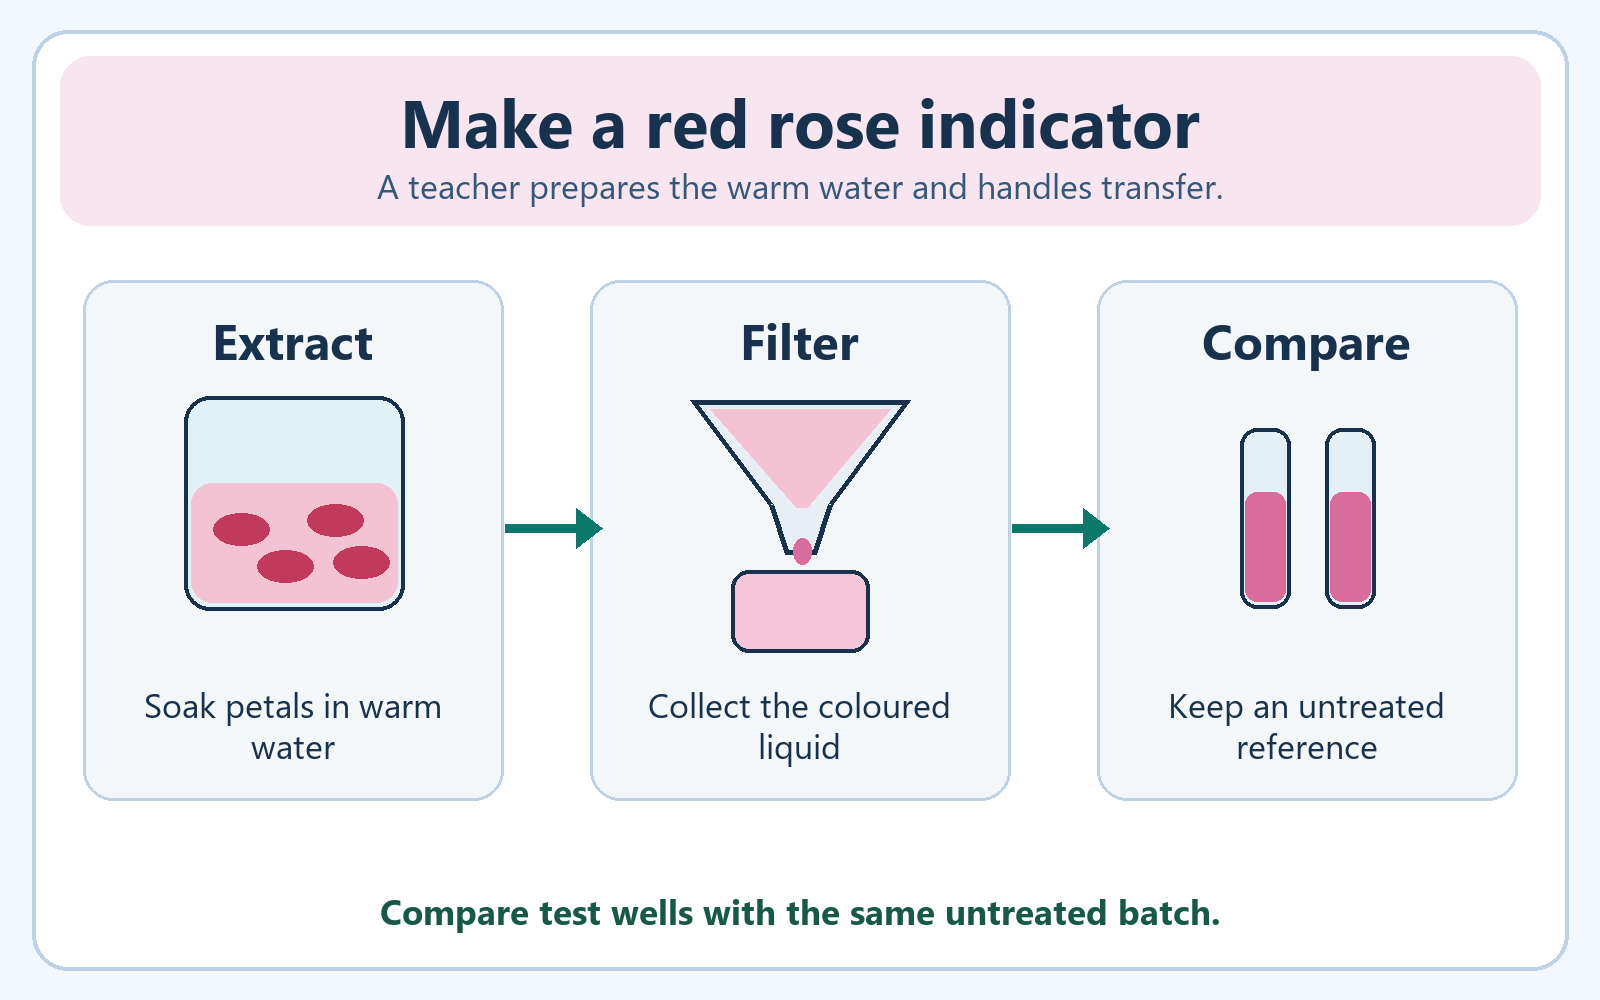 Make a red rose indicator
A teacher prepares the warm water and handles transfer.
Extract
Soak petals in warm
water
Filter
Collect the coloured
liquid
Compare
Keep an untreated
reference
Compare test wells with the same untreated batch.